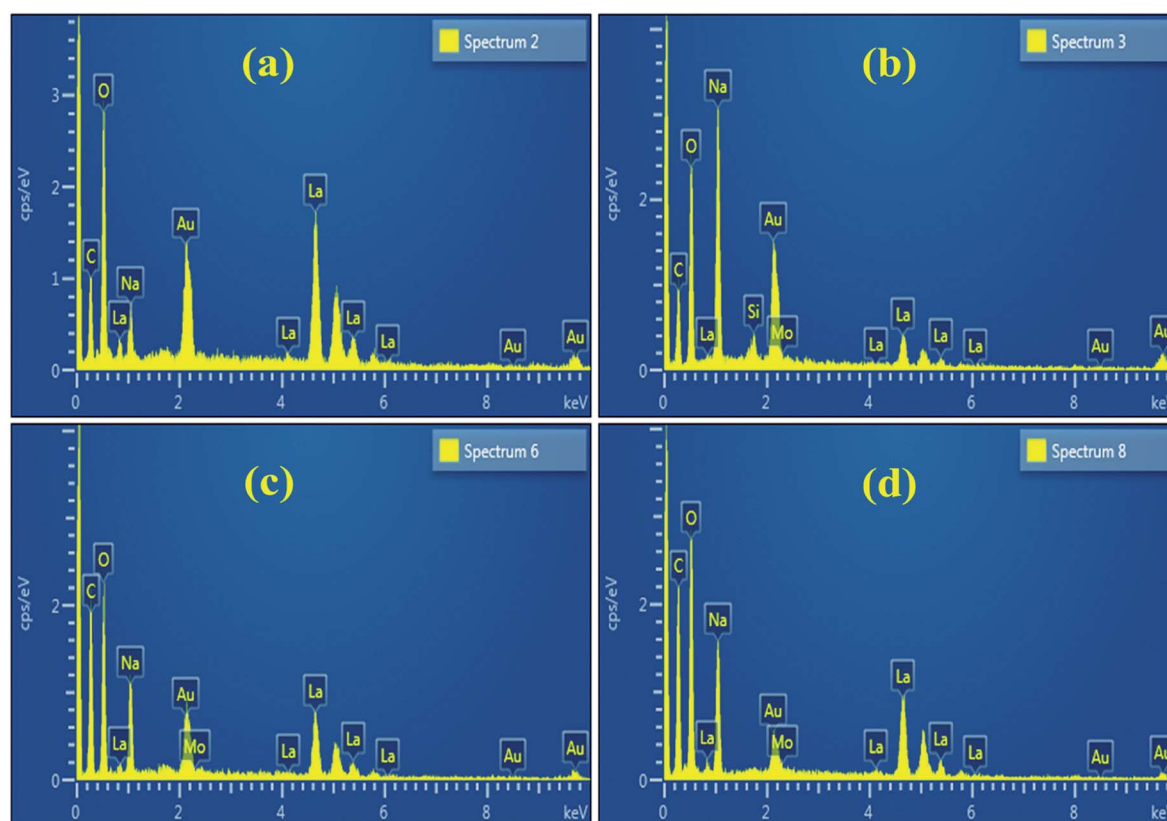 Spectrum 2
(a)
cps/eV
3
2
1
0
C
O
La
Na
Au
La
La
La
La
Au
Au
0 2 4 6 8 keV
Spectrum 3
(b)
cps/eV
2
0
C
O
La
Na
Si
Au
Mo
La
La
La
La
Au
Au
0 2 4 6 8 keV
Spectrum 6
(c)
cps/eV
2
0
C
O
La
Na
Au
Mo
La
La
La
La
Au
Au
0 2 4 6 8 keV
Spectrum 8
(d)
cps/eV
2
0
C
O
La
Na
Au
Mo
La
La
La
La
Au
Au
0 2 4 6 8 keV